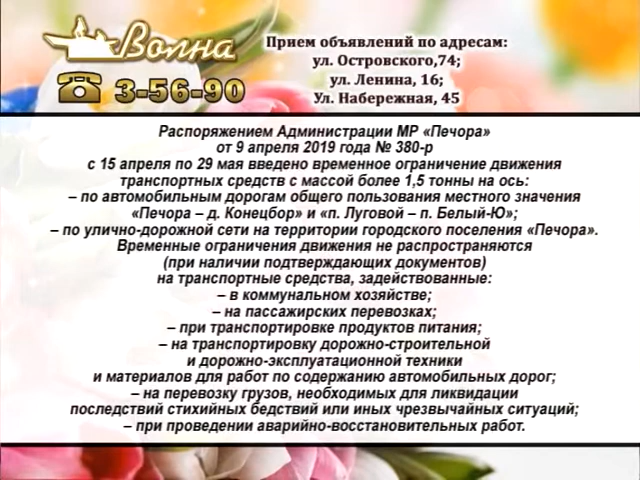 Волна
3-56-90
Прием объявлений по адресам:
ул. Островского,74;
ул. Ленина, 16;
Ул. Набережная, 45
Распоряжением Администрации МР «Печора»
от 9 апреля 2019 года № 380-р
с 15 апреля по 29 мая введено временное ограничение движения
транспортных средств с массой более 1,5 тонны на ось:
– по автомобильным дорогам общего пользования местного значения
«Печора – д. Конецбор» и «п. Луговой – п. Белый-Ю»;
– по улично-дорожной сети на территории городского поселения «Печора».
Временные ограничения движения не распространяются
(при наличии подтверждающих документов)
на транспортные средства, задействованные:
– в коммунальном хозяйстве;
– на пассажирских перевозках;
– при транспортировке продуктов питания;
– на транспортировку дорожно-строительной
и дорожно-эксплуатационной техники
и материалов для работ по содержанию автомобильных дорог;
– на перевозку грузов, необходимых для ликвидации
последствий стихийных бедствий или иных чрезвычайных ситуаций;
– при проведении аварийно-восстановительных работ.